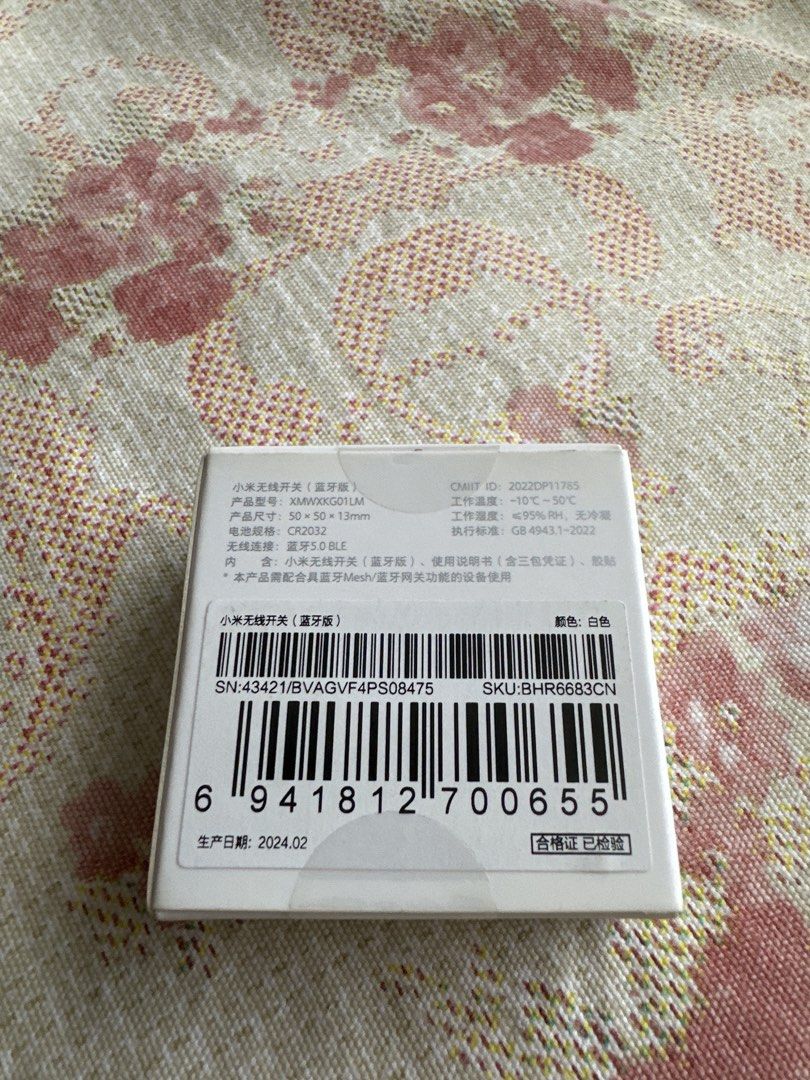 小米无线开关（蓝牙版） CMIIT ID: 2022DP11765
产品型号: XMWXKG01LM 工作温度: -10℃ ~ 50℃
产品尺寸: 50 × 50 × 13mm 工作湿度: ≤95% RH，无冷凝
电池规格: CR2032 执行标准: GB 4943.1-2022
无线连接: 蓝牙5.0 BLE
内 含: 小米无线开关（蓝牙版）、使用说明书（含三包凭证）、胶贴
* 本产品需配合具蓝牙Mesh/蓝牙网关功能的设备使用
小米无线开关（蓝牙版） 颜色: 白色
SN:43421/BVAGVF4PS08475 SKU:BHR6683CN
6 941812 700655
生产日期: 2024.02 合格证 已检验